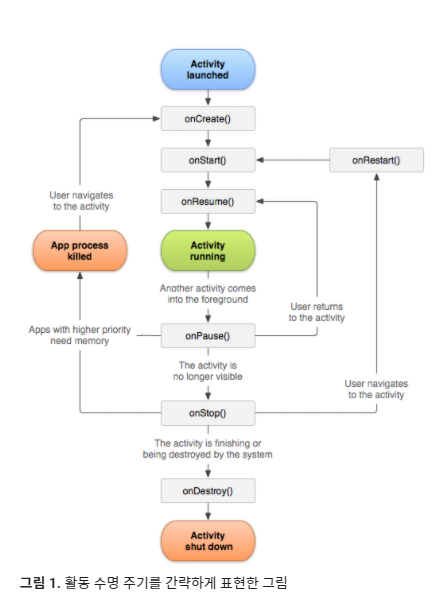 Activity
launched
onCreate()
onStart()
onRestart()
User navigates
to the activity
onResume()
App process
killed
Activity
running
Another activity comes
into the foreground
User returns
to the activity
Apps with higher priority
need memory
onPause()
The activity is
no longer visible
User navigates
to the activity
onStop()
The activity is finishing or
being destroyed by the system
onDestroy()
Activity
shut down
그림 1. 활동 수명 주기를 간략하게 표현한 그림